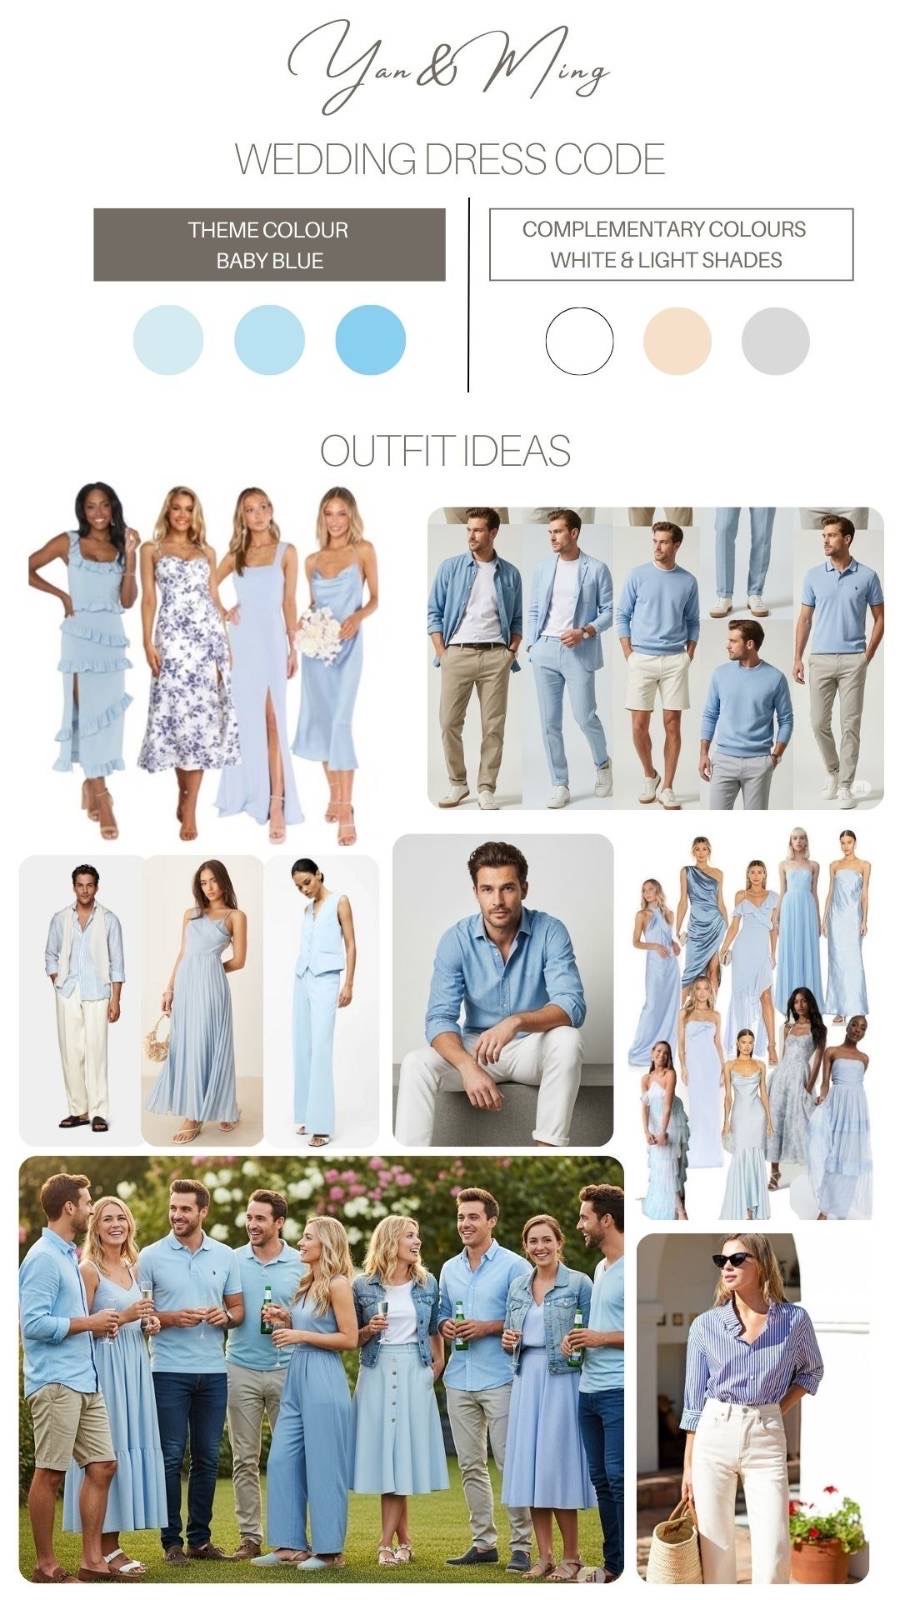 Yan & Ming
WEDDING DRESS CODE
THEME COLOUR
BABY BLUE
COMPLEMENTARY COLOURS
WHITE & LIGHT SHADES
OUTFIT IDEAS